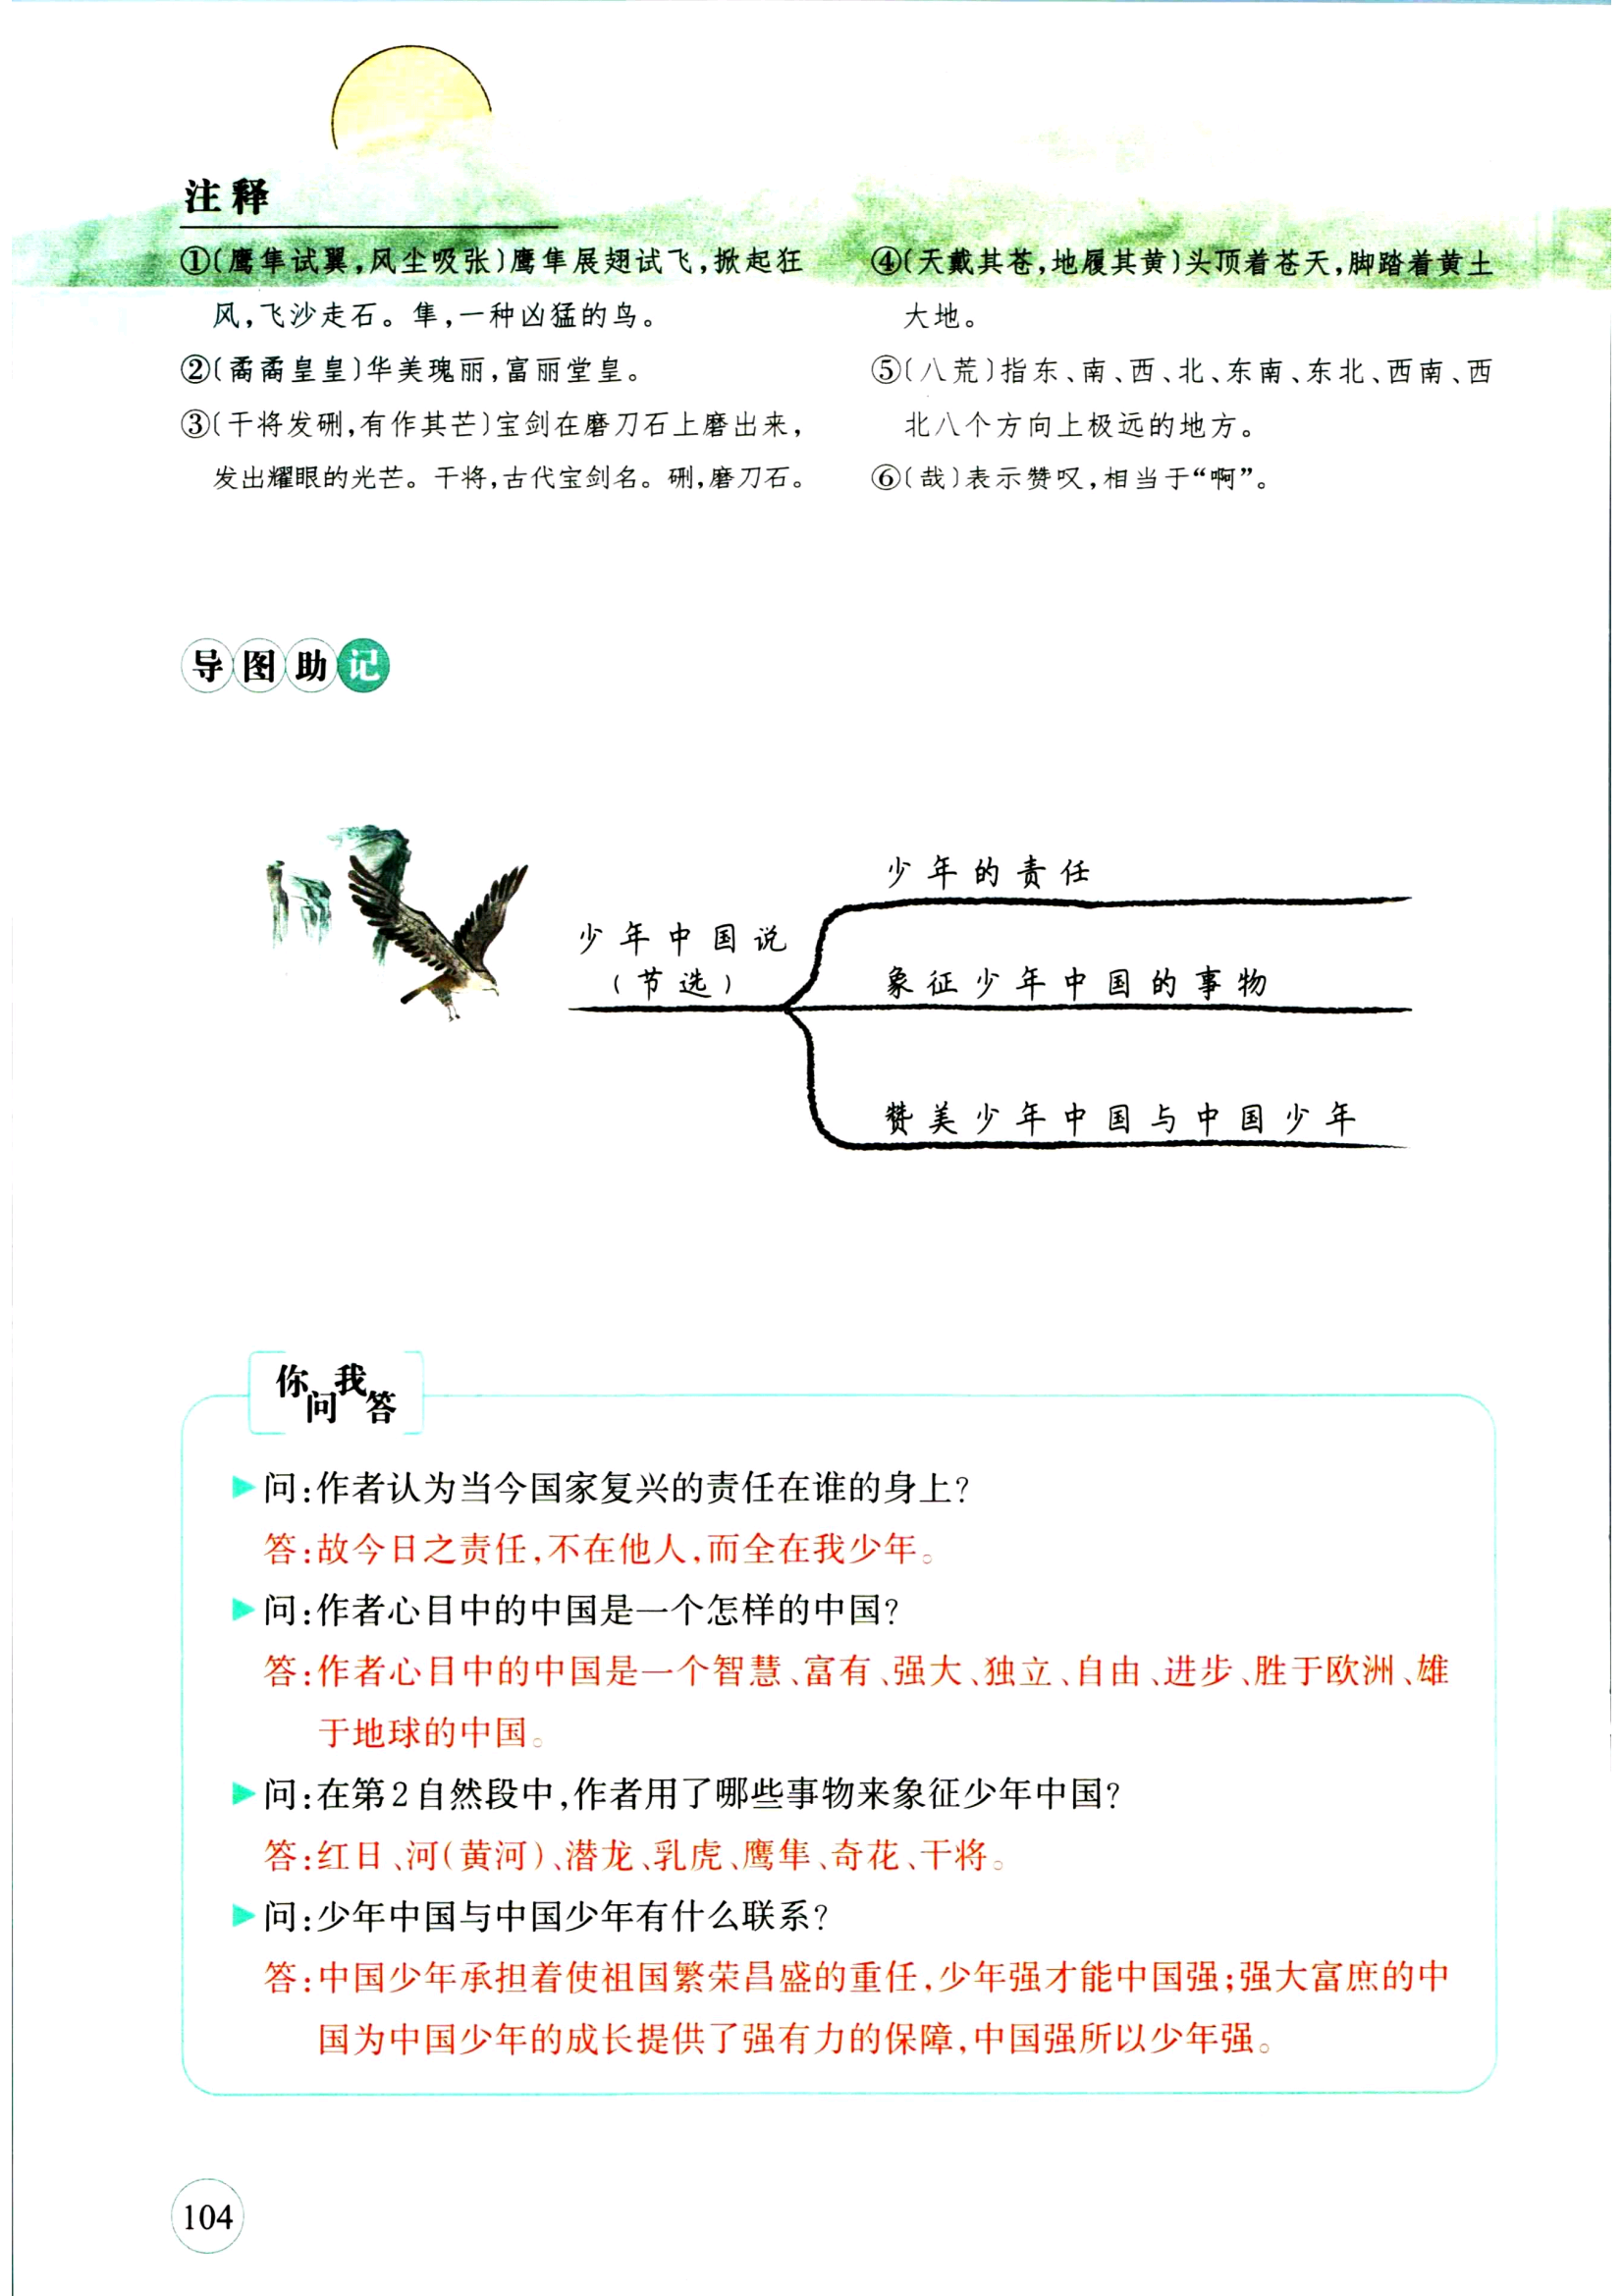 注释
①〔鹰隼试翼，风尘吸张〕鹰隼展翅试飞，掀起狂
风，飞沙走石。隼，一种凶猛的鸟。
②〔矞矞皇皇〕华美瑰丽，富丽堂皇。
③〔干将发硎，有作其芒〕宝剑在磨刀石上磨出来，
发出耀眼的光芒。干将，古代宝剑名。硎，磨刀石。
④〔天戴其苍，地履其黄〕头顶着苍天，脚踏着黄土
大地。
⑤〔八荒〕指东、南、西、北、东南、东北、西南、西
北八个方向上极远的地方。
⑥〔哉〕表示赞叹，相当于“啊”。
导图助记
少年中国说
（节选）
少年的责任
象征少年中国的事物
赞美少年中国与中国少年
你问我答
问：作者认为当今国家复兴的责任在谁的身上？
答：故今日之责任，不在他人，而全在我少年。
问：作者心目中的中国是一个怎样的中国？
答：作者心目中的中国是一个智慧、富有、强大、独立、自由、进步、胜于欧洲、雄
于地球的中国。
问：在第2自然段中，作者用了哪些事物来象征少年中国？
答：红日、河（黄河）、潜龙、乳虎、鹰隼、奇花、干将。
问：少年中国与中国少年有什么联系？
答：中国少年承担着使祖国繁荣昌盛的重任，少年强才能中国强；强大富庶的中
国为中国少年的成长提供了强有力的保障，中国强所以少年强。
104